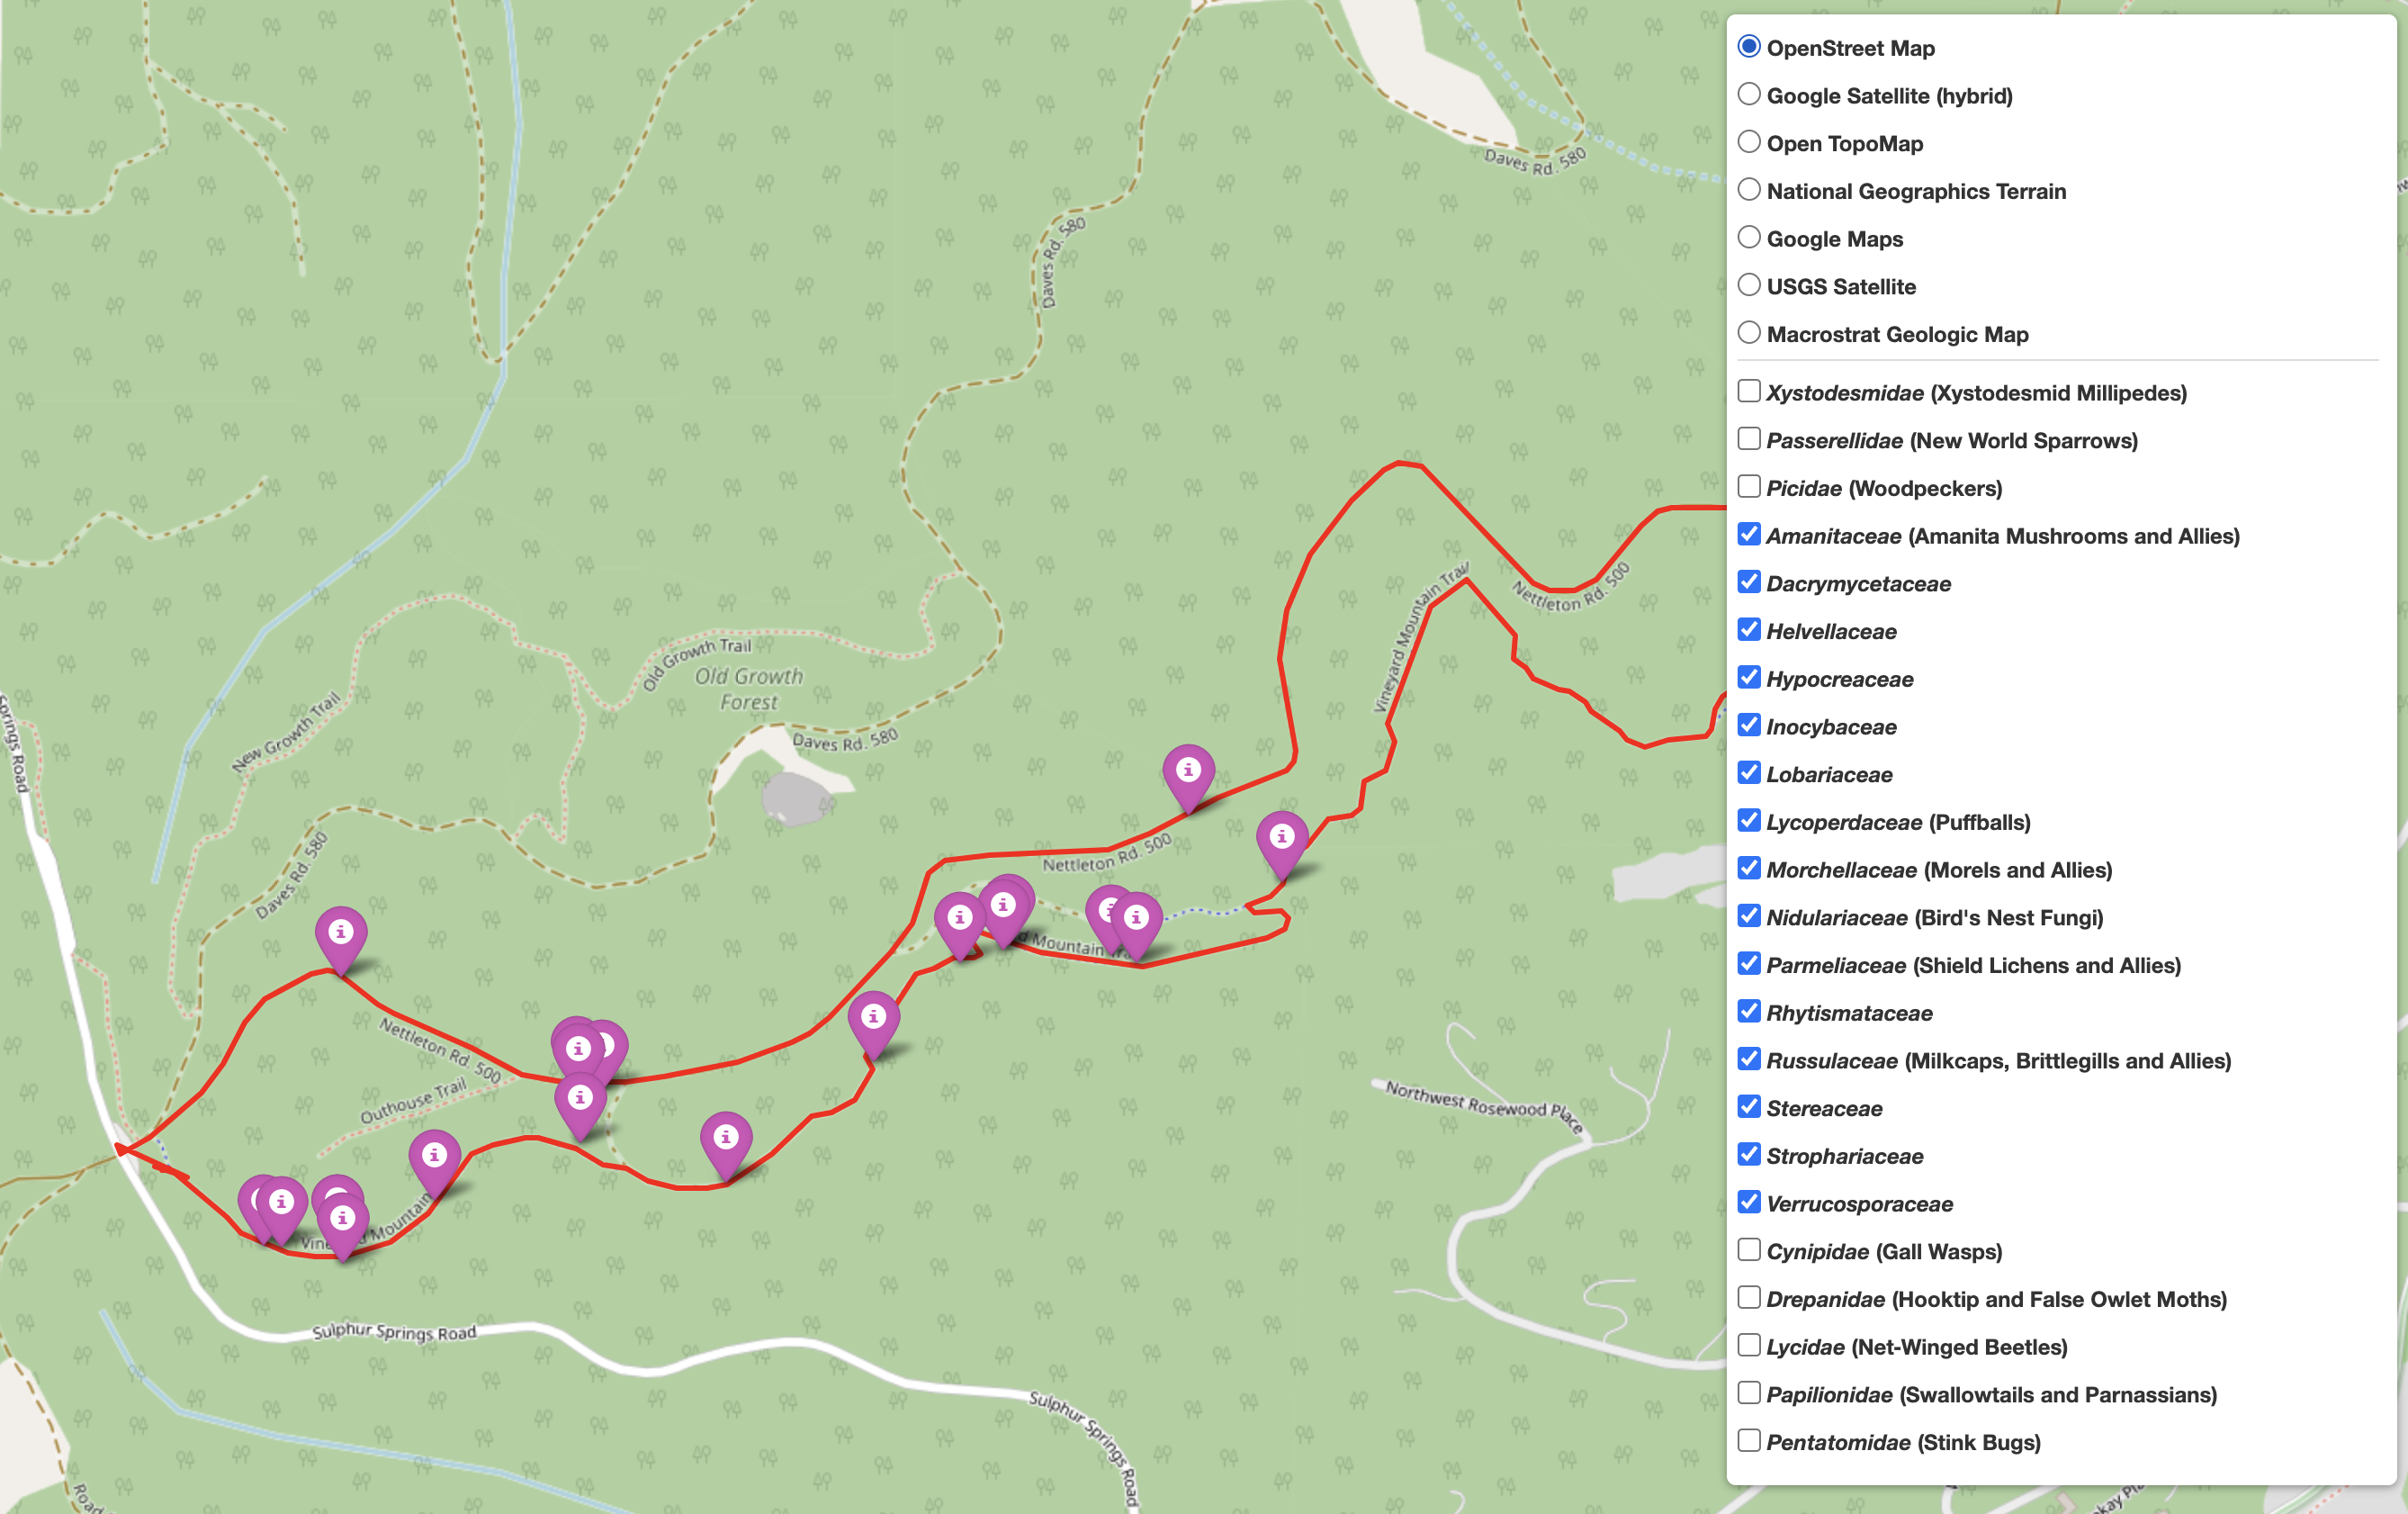 OpenStreet Map
Google Satellite (hybrid)
Open TopoMap
National Geographics Terrain
Google Maps
USGS Satellite
Macrostrat Geologic Map
Xystodesmidae (Xystodesmid Millipedes)
Passerellidae (New World Sparrows)
Picidae (Woodpeckers)
Amanitaceae (Amanita Mushrooms and Allies)
Dacrymycetaceae
Helvellaceae
Hypocreaceae
Inocybaceae
Lobariaceae
Lycoperdaceae (Puffballs)
Morchellaceae (Morels and Allies)
Nidulariaceae (Bird's Nest Fungi)
Parmeliaceae (Shield Lichens and Allies)
Rhytismataceae
Russulaceae (Milkcaps, Brittlegills and Allies)
Stereaceae
Strophariaceae
Verrucosporaceae
Cynipidae (Gall Wasps)
Drepanidae (Hooktip and False Owlet Moths)
Lycidae (Net-Winged Beetles)
Papilionidae (Swallowtails and Parnassians)
Pentatomidae (Stink Bugs)
Daves Rd. 580
Daves Rd. 580
Nettleton Rd. 500
Vineyard Mountain Trail
Old Growth Trail
Old Growth
Forest
New Growth Trail
Springs Road
Daves Rd. 580
Daves Rd. 580
Nettleton Rd. 500
Mountain
Nettleton Rd. 500
Outhouse Trail
Northwest Rosewood Place
Mountain
Sulphur Springs Road
Sulphur Springs Road
Road